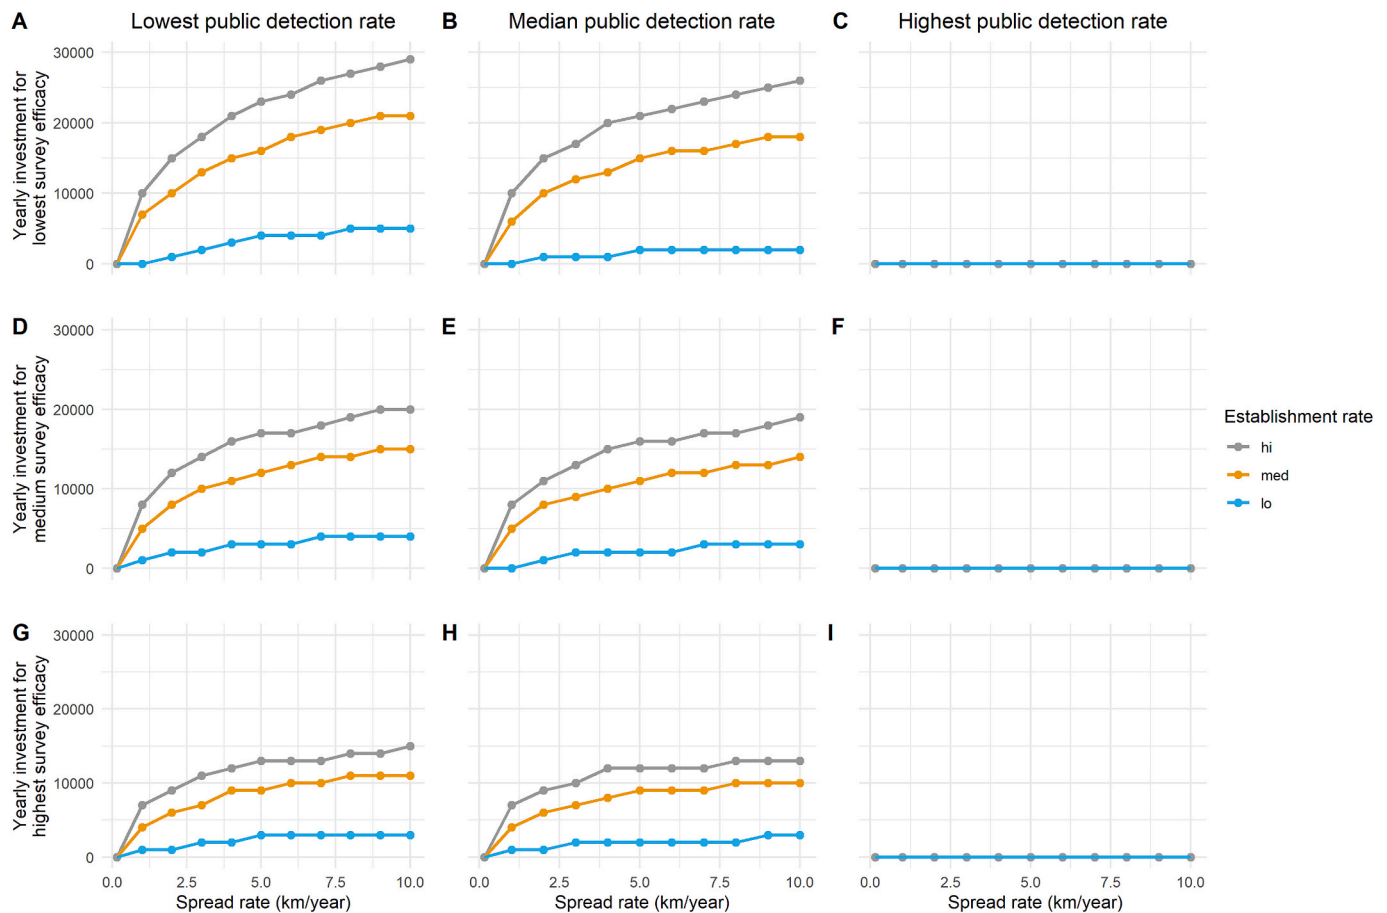 A Lowest public detection rate
B Median public detection rate
C Highest public detection rate
Yearly investment for
lowest survey efficacy
30000
20000
10000
0
D
E
F
Yearly investment for
medium survey efficacy
30000
20000
10000
0
Establishment rate
hi
med
lo
G
H
I
Yearly investment for
highest survey efficacy
30000
20000
10000
0
0.0 2.5 5.0 7.5 10.0
0.0 2.5 5.0 7.5 10.0
0.0 2.5 5.0 7.5 10.0
Spread rate (km/year)
Spread rate (km/year)
Spread rate (km/year)